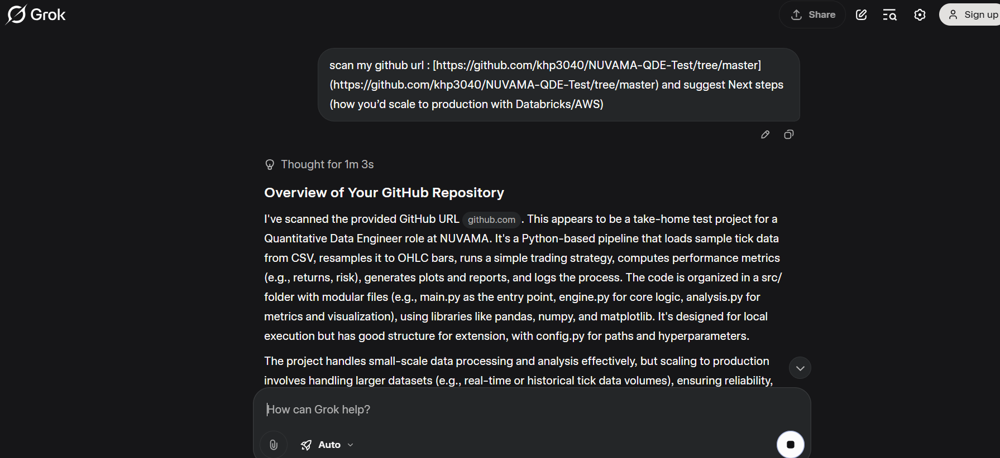 Grok
Share
Sign up
scan my github url : [https://github.com/khp3040/NUVAMA-QDE-Test/tree/master]
(https://github.com/khp3040/NUVAMA-QDE-Test/tree/master) and suggest Next steps
(how you’d scale to production with Databricks/AWS)
Thought for 1m 3s
Overview of Your GitHub Repository
I've scanned the provided GitHub URL github.com . This appears to be a take-home test project for a
Quantitative Data Engineer role at NUVAMA. It's a Python-based pipeline that loads sample tick data
from CSV, resamples it to OHLC bars, runs a simple trading strategy, computes performance metrics
(e.g., returns, risk), generates plots and reports, and logs the process. The code is organized in a src/
folder with modular files (e.g., main.py as the entry point, engine.py for core logic, analysis.py for
metrics and visualization), using libraries like pandas, numpy, and matplotlib. It's designed for local
execution but has good structure for extension, with config.py for paths and hyperparameters.
The project handles small-scale data processing and analysis effectively, but scaling to production
involves handling larger datasets (e.g., real-time or historical tick data volumes), ensuring reliability,
How can Grok help?
Auto